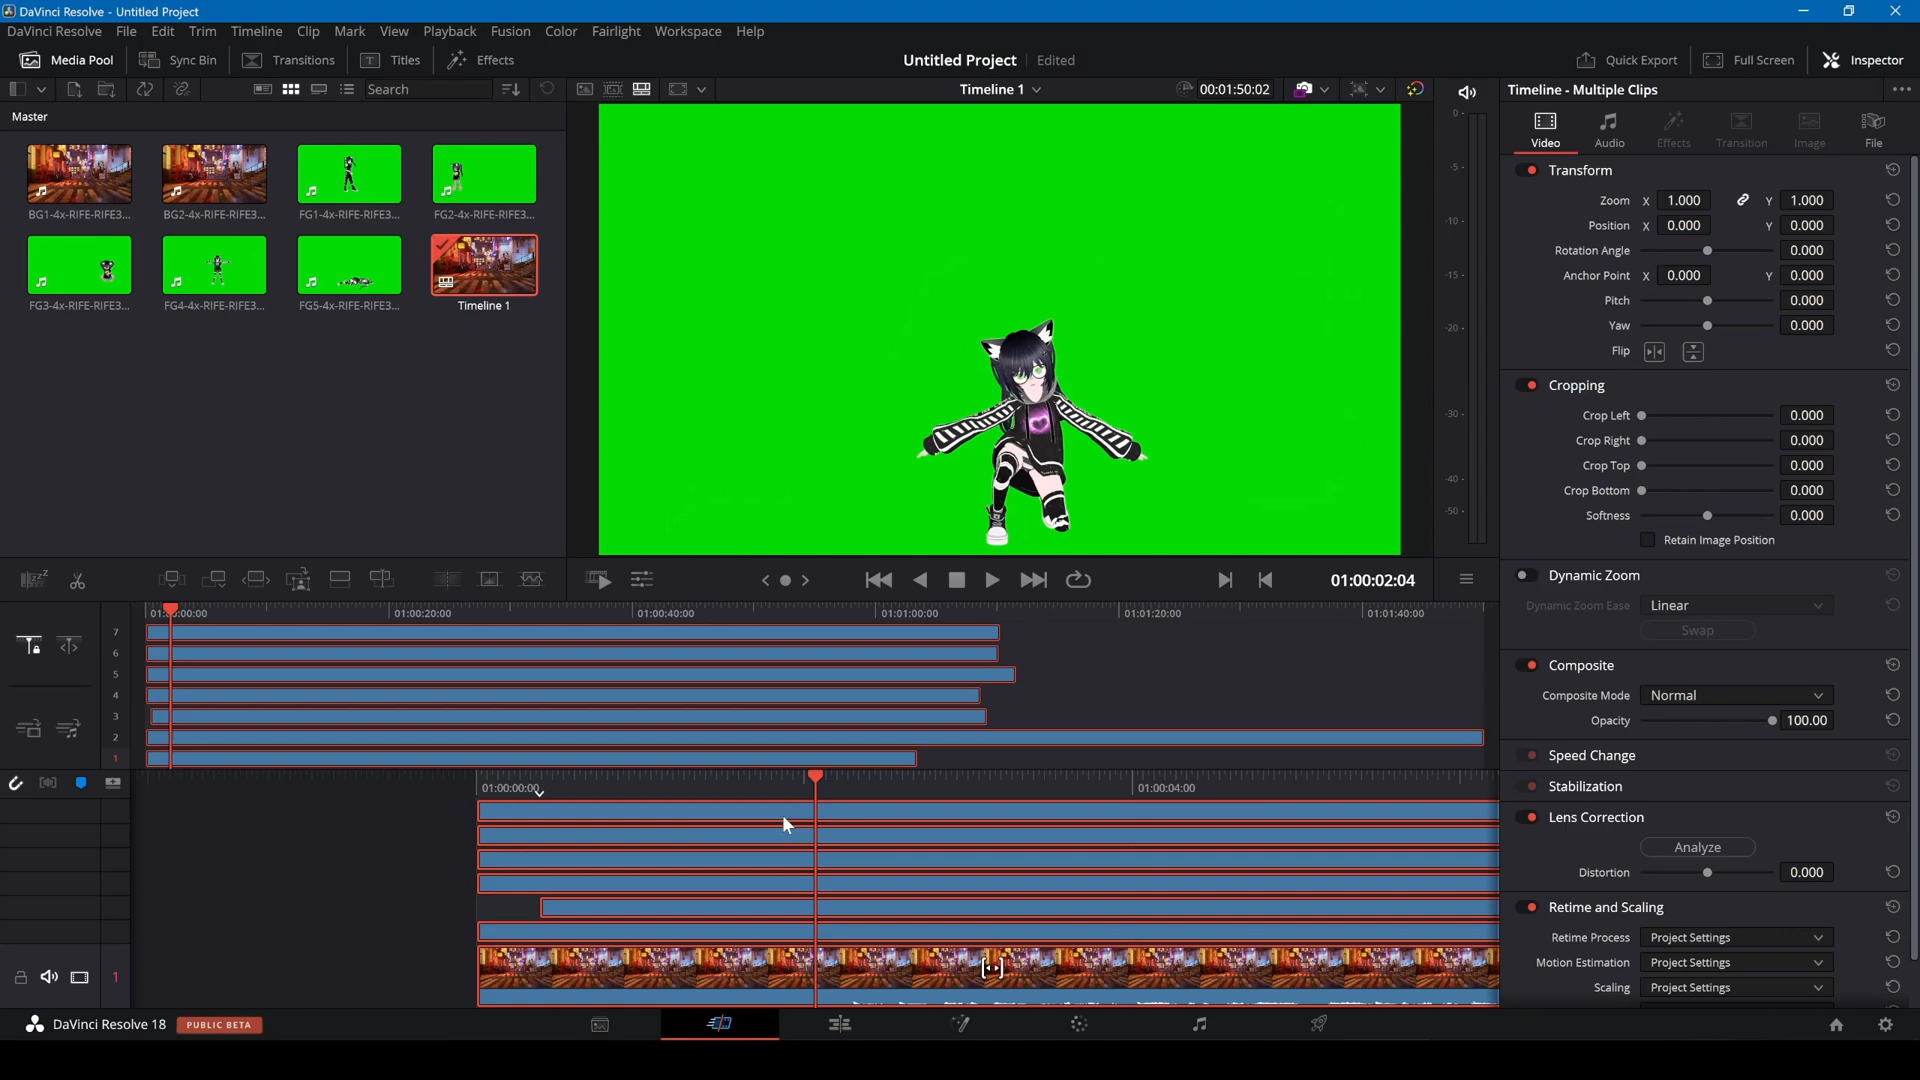 DaVinci Resolve - Untitled Project
DaVinci Resolve File Edit Trim Timeline Clip Mark View Playback Fusion Color Fairlight Workspace Help
Media Pool Sync Bin Transitions Titles Effects Untitled Project Edited Quick Export Full Screen Inspector
Search Timeline 1 00:01:50:02 Timeline - Multiple Clips
Master
Video Audio Effects Transition Image File
BG1-4x-RIFE-RIFE3... BG2-4x-RIFE-RIFE3... FG1-4x-RIFE-RIFE3... FG2-4x-RIFE-RIFE3...
FG3-4x-RIFE-RIFE3... FG4-4x-RIFE-RIFE3... FG5-4x-RIFE-RIFE3... Timeline 1
0-
-5-
-10-
-15-
-20-
-30-
-40-
-50-
Transform
Zoom X 1.000 Y 1.000
Position X 0.000 Y 0.000
Rotation Angle 0.000
Anchor Point X 0.000 Y 0.000
Pitch 0.000
Yaw 0.000
Flip
Cropping
Crop Left 0.000
Crop Right 0.000
Crop Top 0.000
Crop Bottom 0.000
Softness 0.000
Retain Image Position
Dynamic Zoom
Dynamic Zoom Ease Linear
Swap
Composite
Composite Mode Normal
Opacity 100.00
Speed Change
Stabilization
Lens Correction
Analyze
Distortion 0.000
Retime and Scaling
Retime Process Project Settings
Motion Estimation Project Settings
Scaling Project Settings
01:00:02:04
01:00:20:00 01:00:40:00 01:01:00:00 01:01:20:00 01:01:40:00
7
6
5
4
3
2
1
01:00:00:00 01:00:04:00
1
DaVinci Resolve 18 PUBLIC BETA